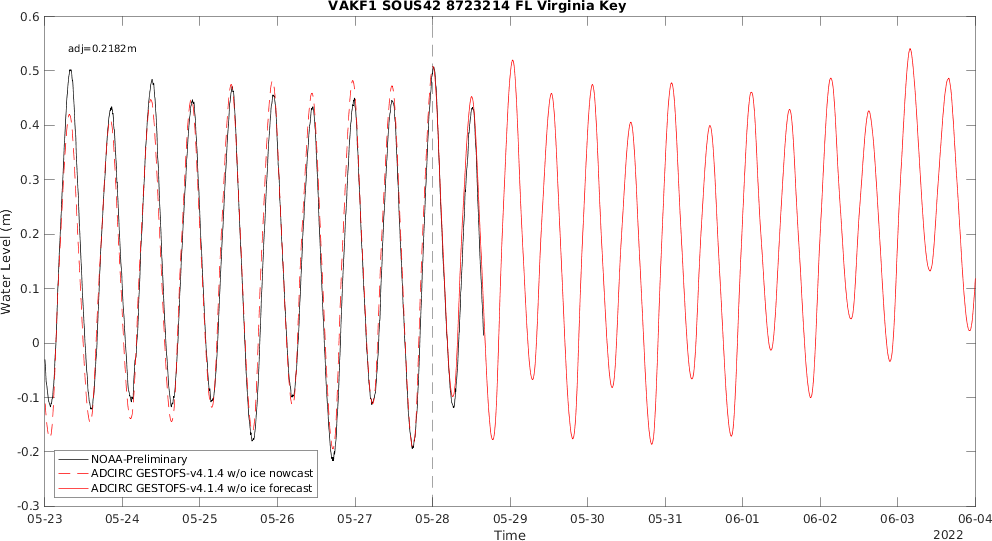 VAKF1 SOUS42 8723214 FL Virginia Key
adj=0.2182m
0.6
0.5
0.4
0.3
0.2
0.1
0
-0.1
-0.2
-0.3
Water Level (m)
NOAA-Preliminary
ADCIRC GESTOFS-v4.1.4 w/o ice nowcast
ADCIRC GESTOFS-v4.1.4 w/o ice forecast
05-23 05-24 05-25 05-26 05-27 05-28 05-29 05-30 05-31 06-01 06-02 06-03 06-04
Time
2022